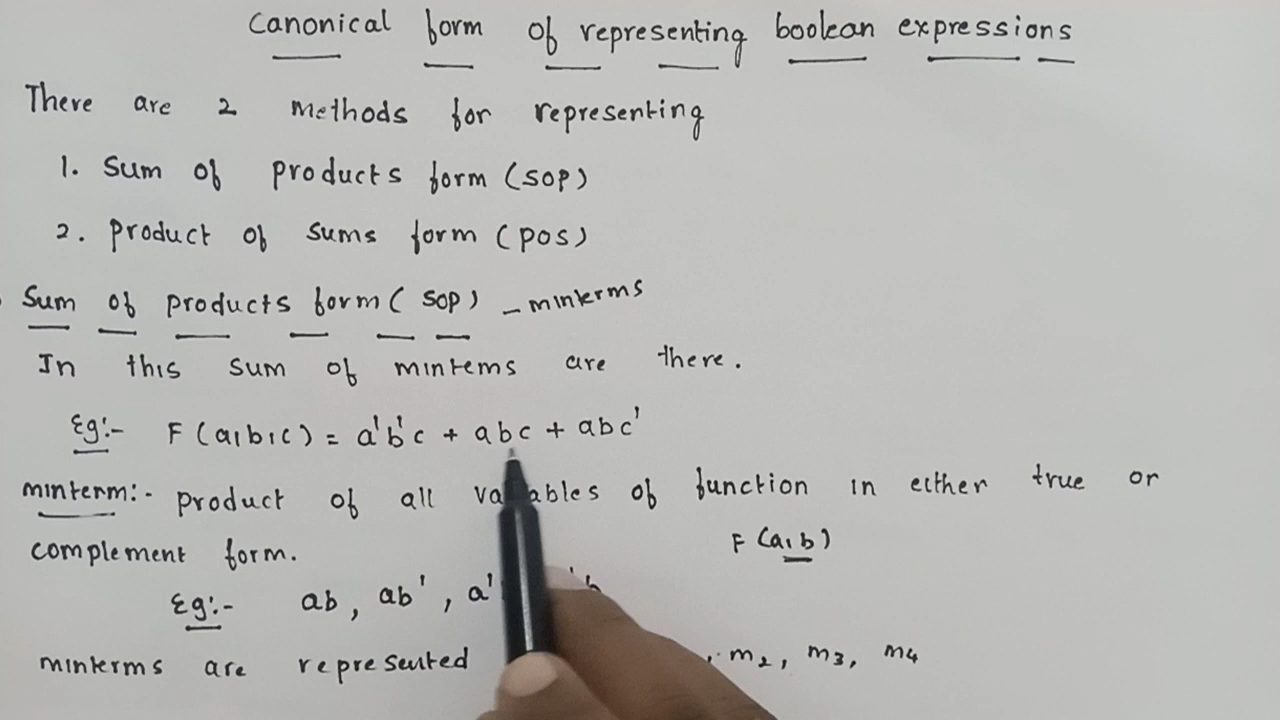 canonical form of representing boolean expressions
There are 2 methods for representing
1. Sum of products form (SOP)
2. product of sums form (pos)
Sum of products form (SOP) - minterms
In this sum of mintems are there.
Eg:- F(a,b,c) = a'b'c + abc + abc'
minterm:- product of all variables of function in either true or
complement form. F(a,b)
Eg:- ab, ab', a'
minterms are represented m2, m3, m4